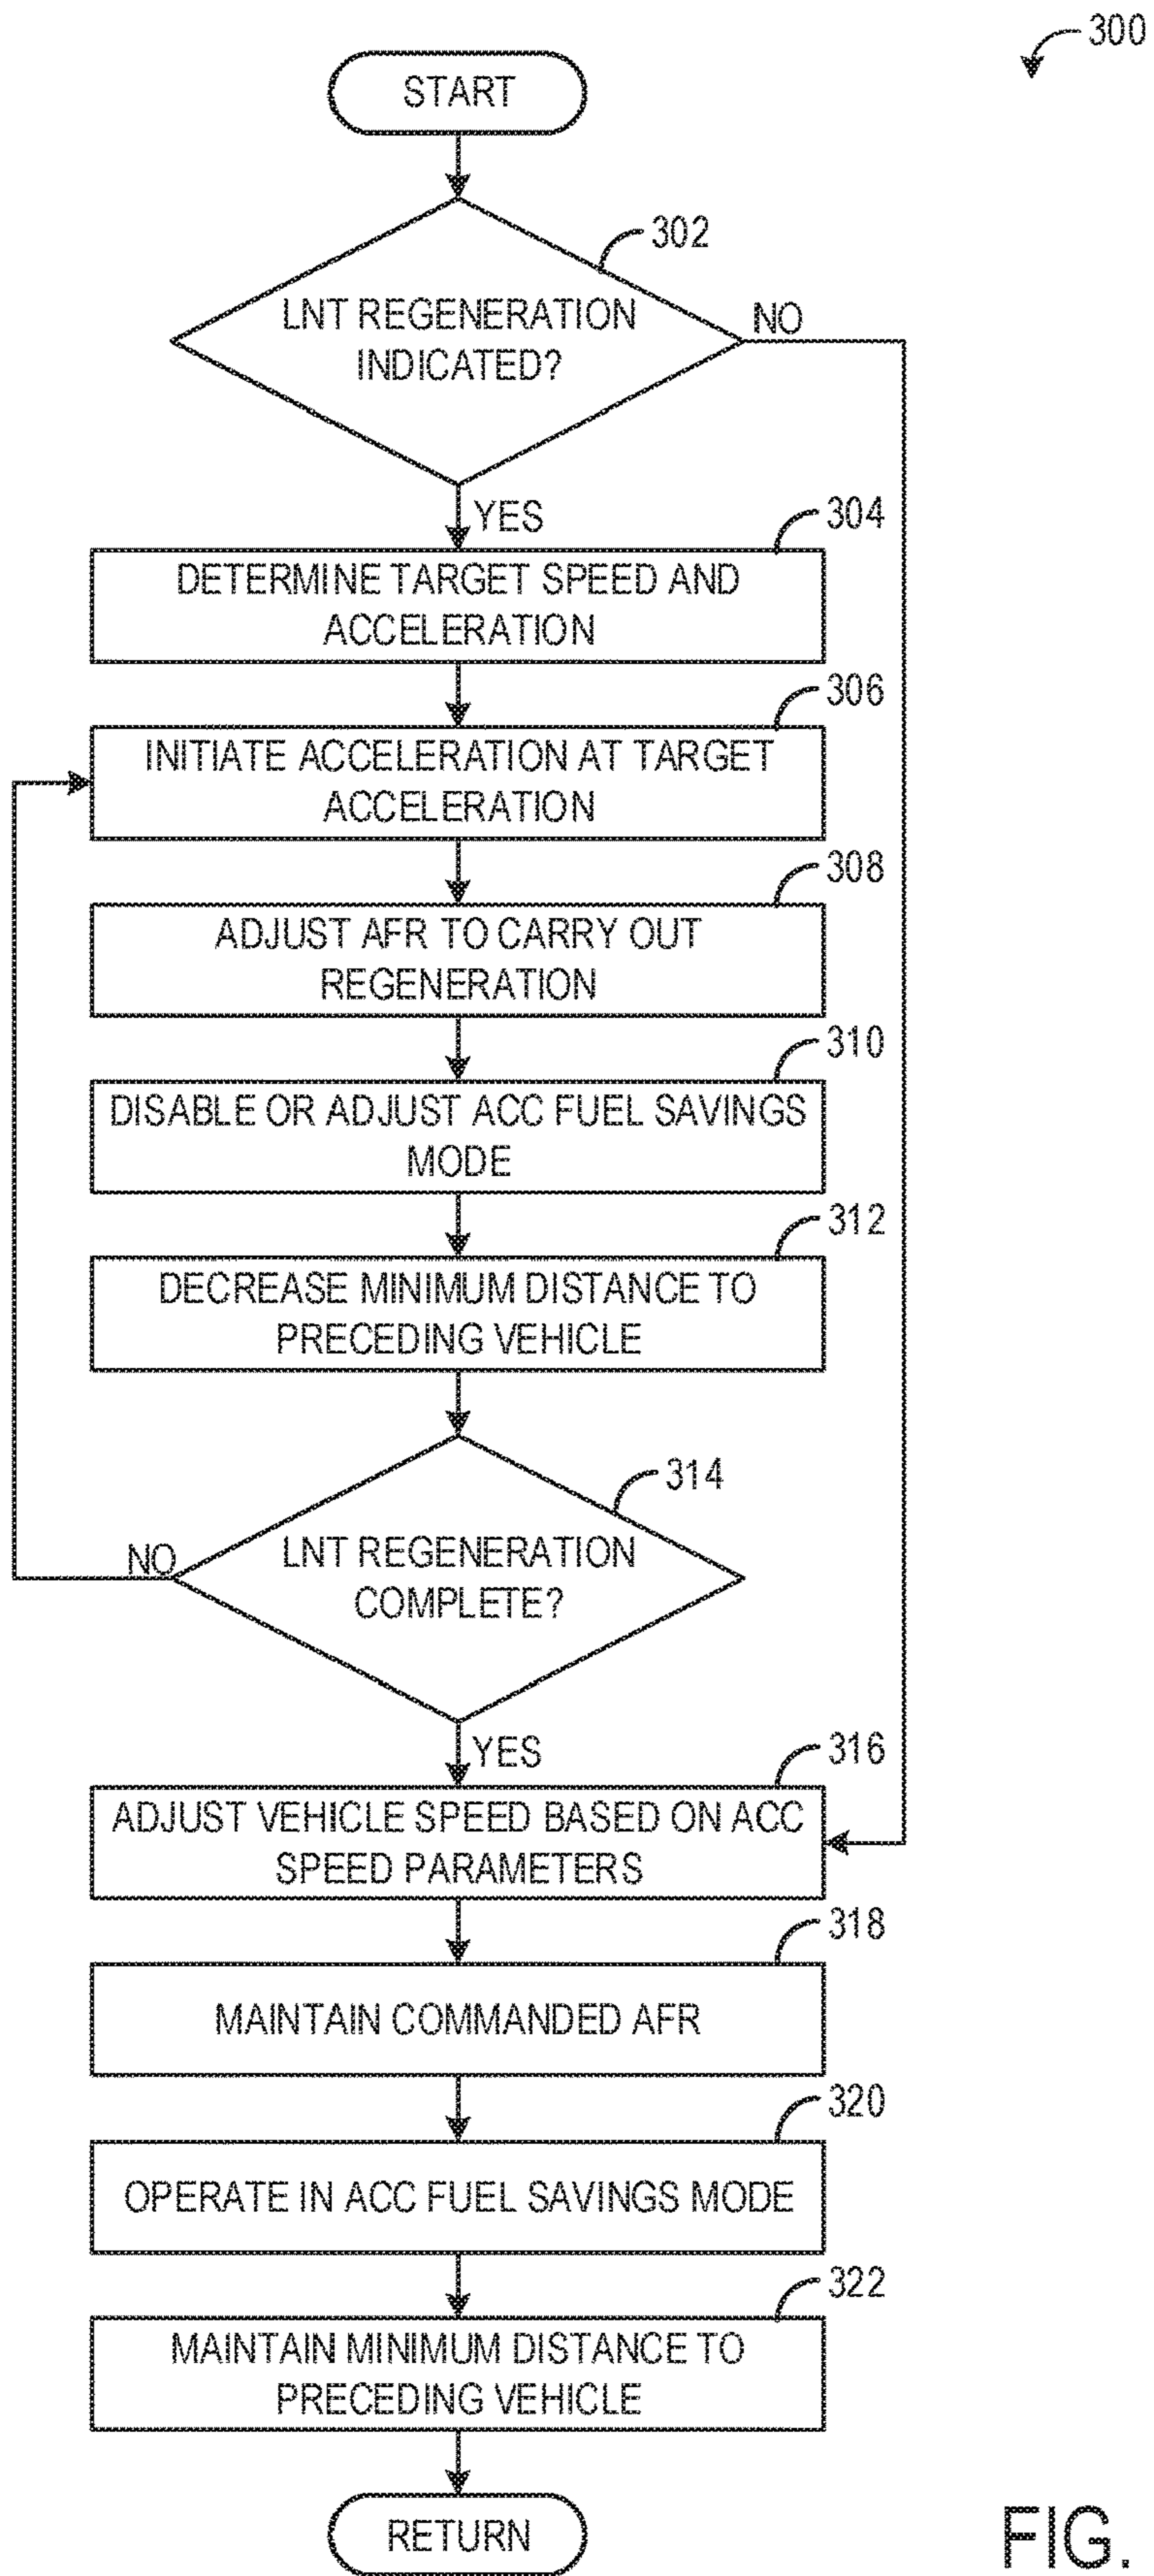 300
START
302
LNT REGENERATION
INDICATED?
NO
YES
304
DETERMINE TARGET SPEED AND
ACCELERATION
306
INITIATE ACCELERATION AT TARGET
ACCELERATION
308
ADJUST AFR TO CARRY OUT
REGENERATION
310
DISABLE OR ADJUST ACC FUEL SAVINGS
MODE
312
DECREASE MINIMUM DISTANCE TO
PRECEDING VEHICLE
314
LNT REGENERATION
COMPLETE?
NO
YES
316
ADJUST VEHICLE SPEED BASED ON ACC
SPEED PARAMETERS
318
MAINTAIN COMMANDED AFR
320
OPERATE IN ACC FUEL SAVINGS MODE
322
MAINTAIN MINIMUM DISTANCE TO
PRECEDING VEHICLE
RETURN
FIG.